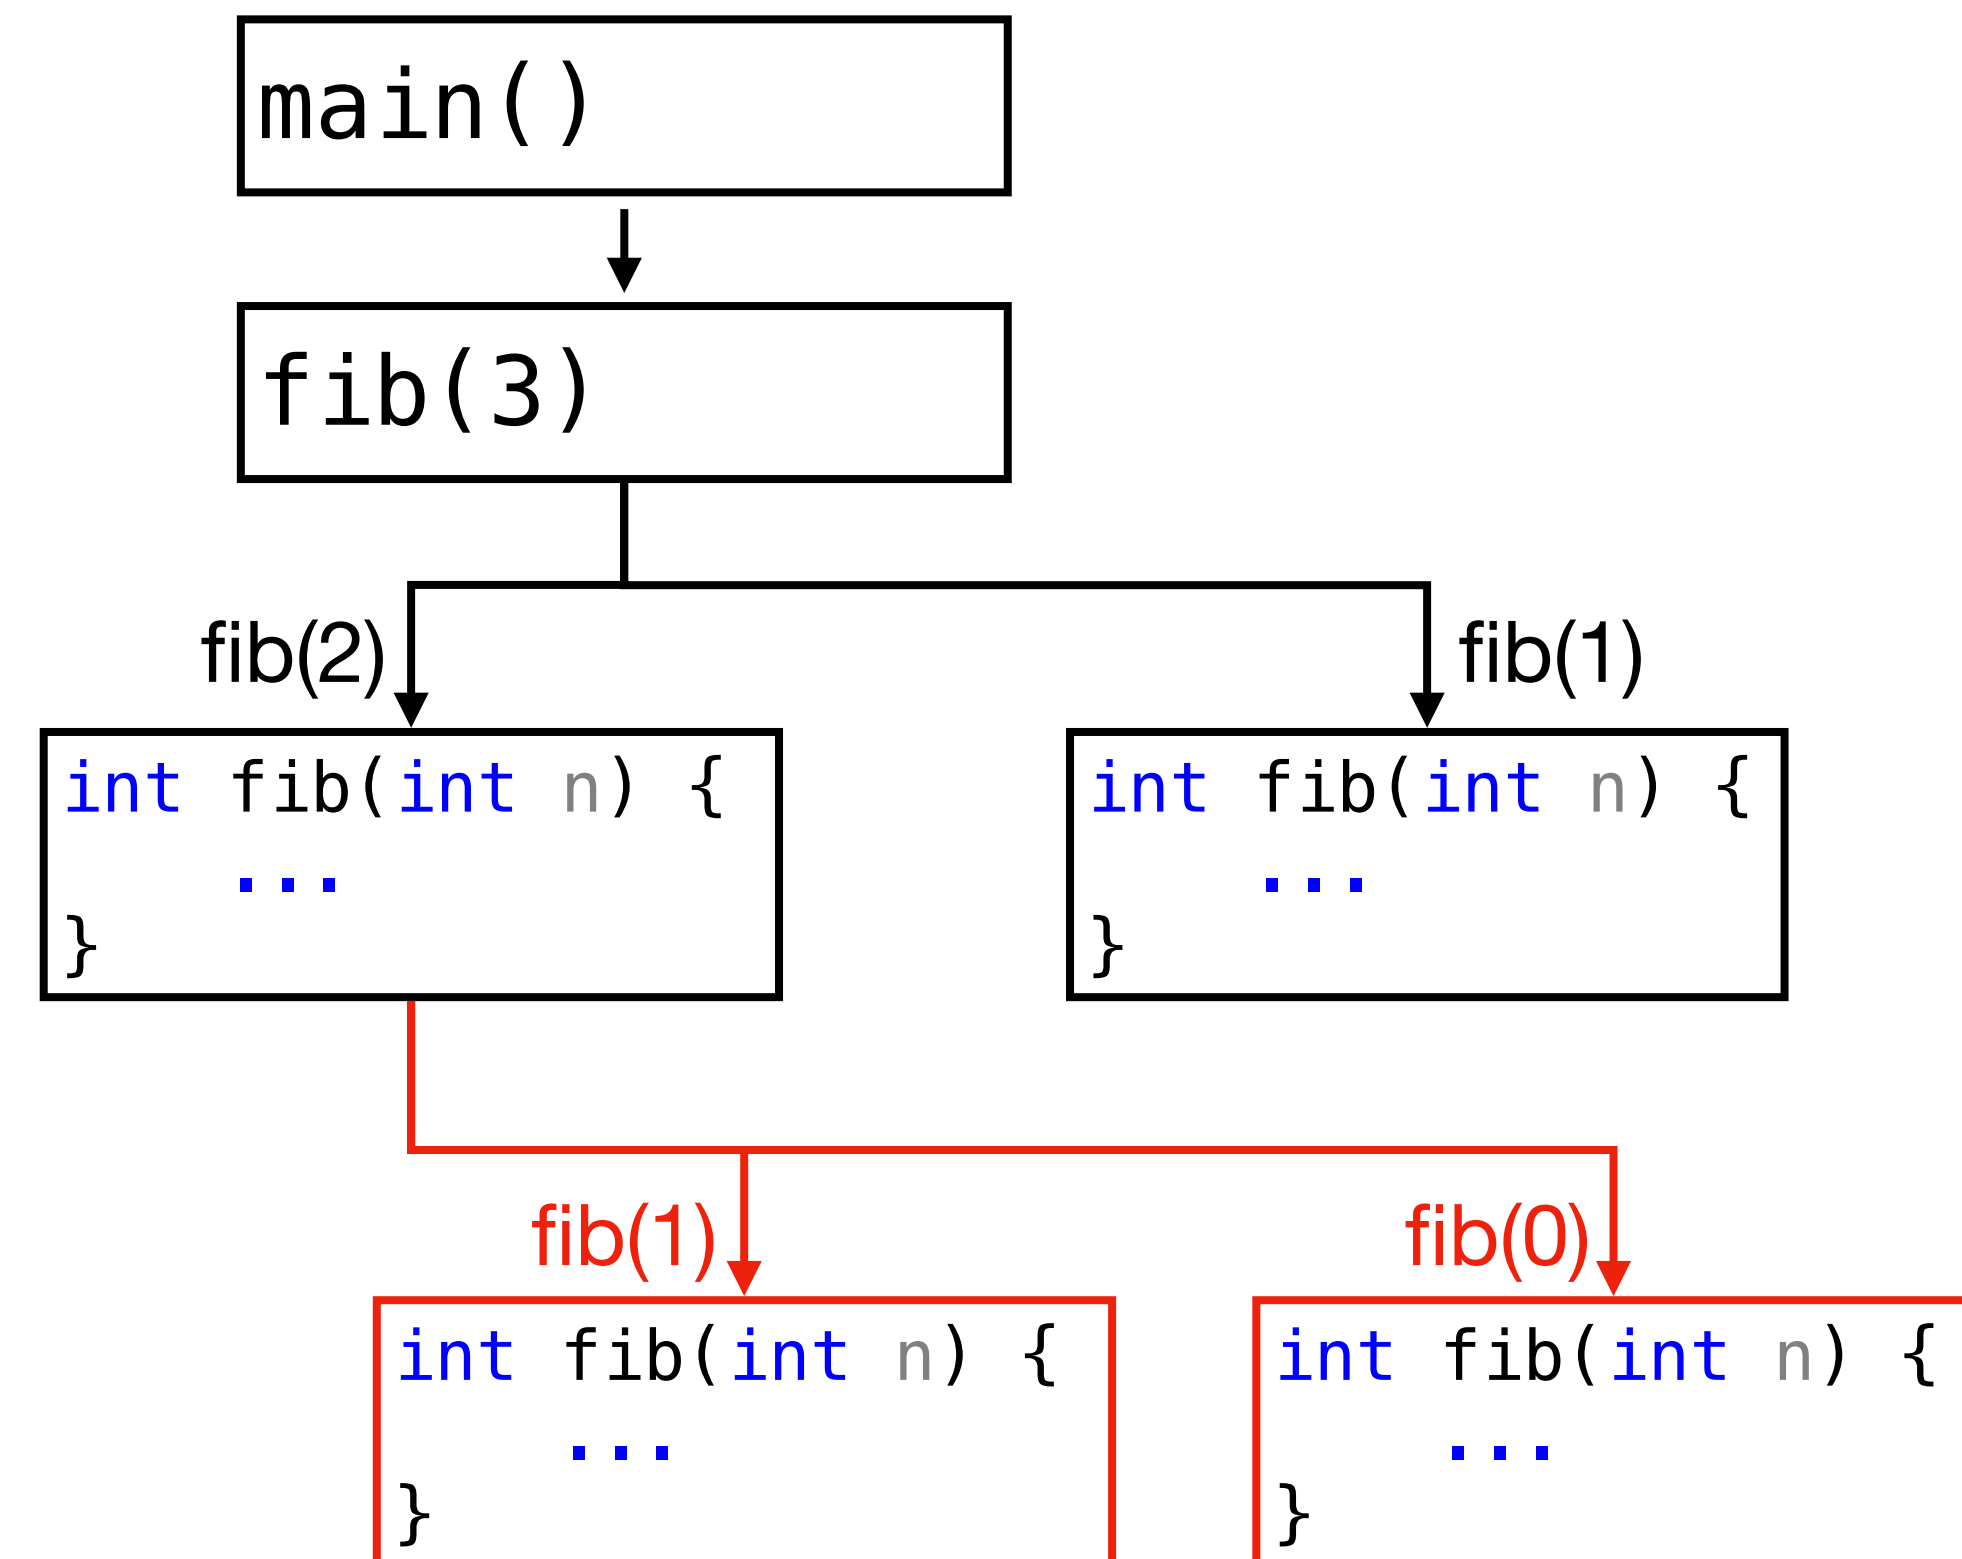 main()
fib(3)
fib(2)
fib(1)
int fib(int n) {
...
}
int fib(int n) {
...
}
fib(1)
fib(0)
int fib(int n) {
...
}
int fib(int n) {
...
}